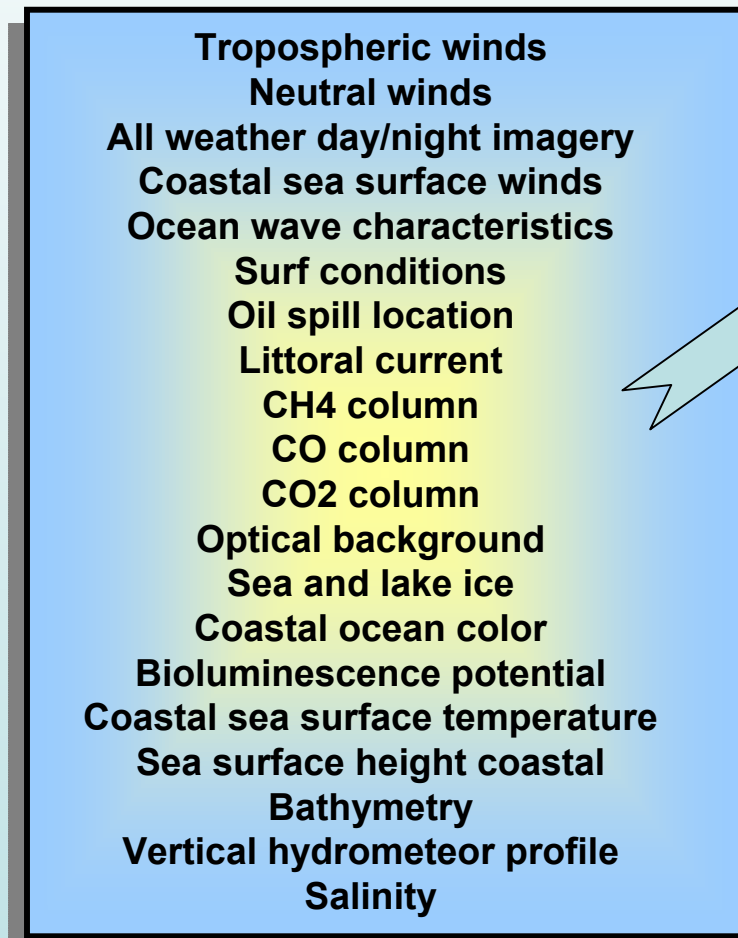 Tropospheric winds
Neutral winds
All weather day/night imagery
Coastal sea surface winds
Ocean wave characteristics
Surf conditions
Oil spill location
Littoral current
CH4 column
CO column
CO2 column
Optical background
Sea and lake ice
Coastal ocean color
Bioluminescence potential
Coastal sea surface temperature
Sea surface height coastal
Bathymetry
Vertical hydrometeor profile
Salinity